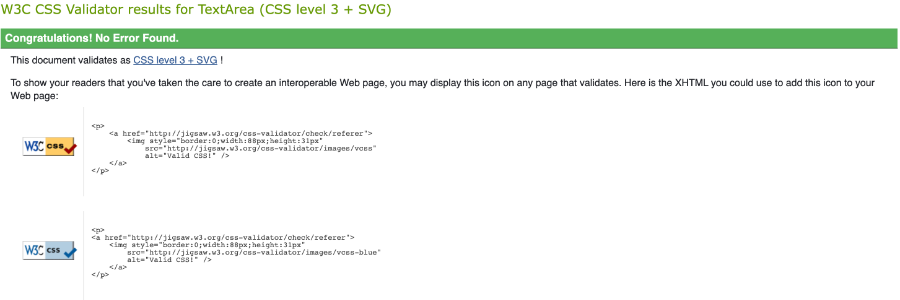 W3C CSS Validator results for TextArea (CSS level 3 + SVG)
Congratulations! No Error Found.
This document validates as CSS level 3 + SVG !
To show your readers that you've taken the care to create an interoperable Web page, you may display this icon on any page that validates. Here is the XHTML you could use to add this icon to your
Web page:
W3C css
<p>
<a href="http://jigsaw.w3.org/css-validator/check/referer">
<img style="border:0;width:88px;height:31px"
src="http://jigsaw.w3.org/css-validator/images/vcss"
alt="Valid CSS!" />
</a>
</p>
W3C css
<p>
<a href="http://jigsaw.w3.org/css-validator/check/referer">
<img style="border:0;width:88px;height:31px"
src="http://jigsaw.w3.org/css-validator/images/vcss-blue"
alt="Valid CSS!" />
</a>
</p>